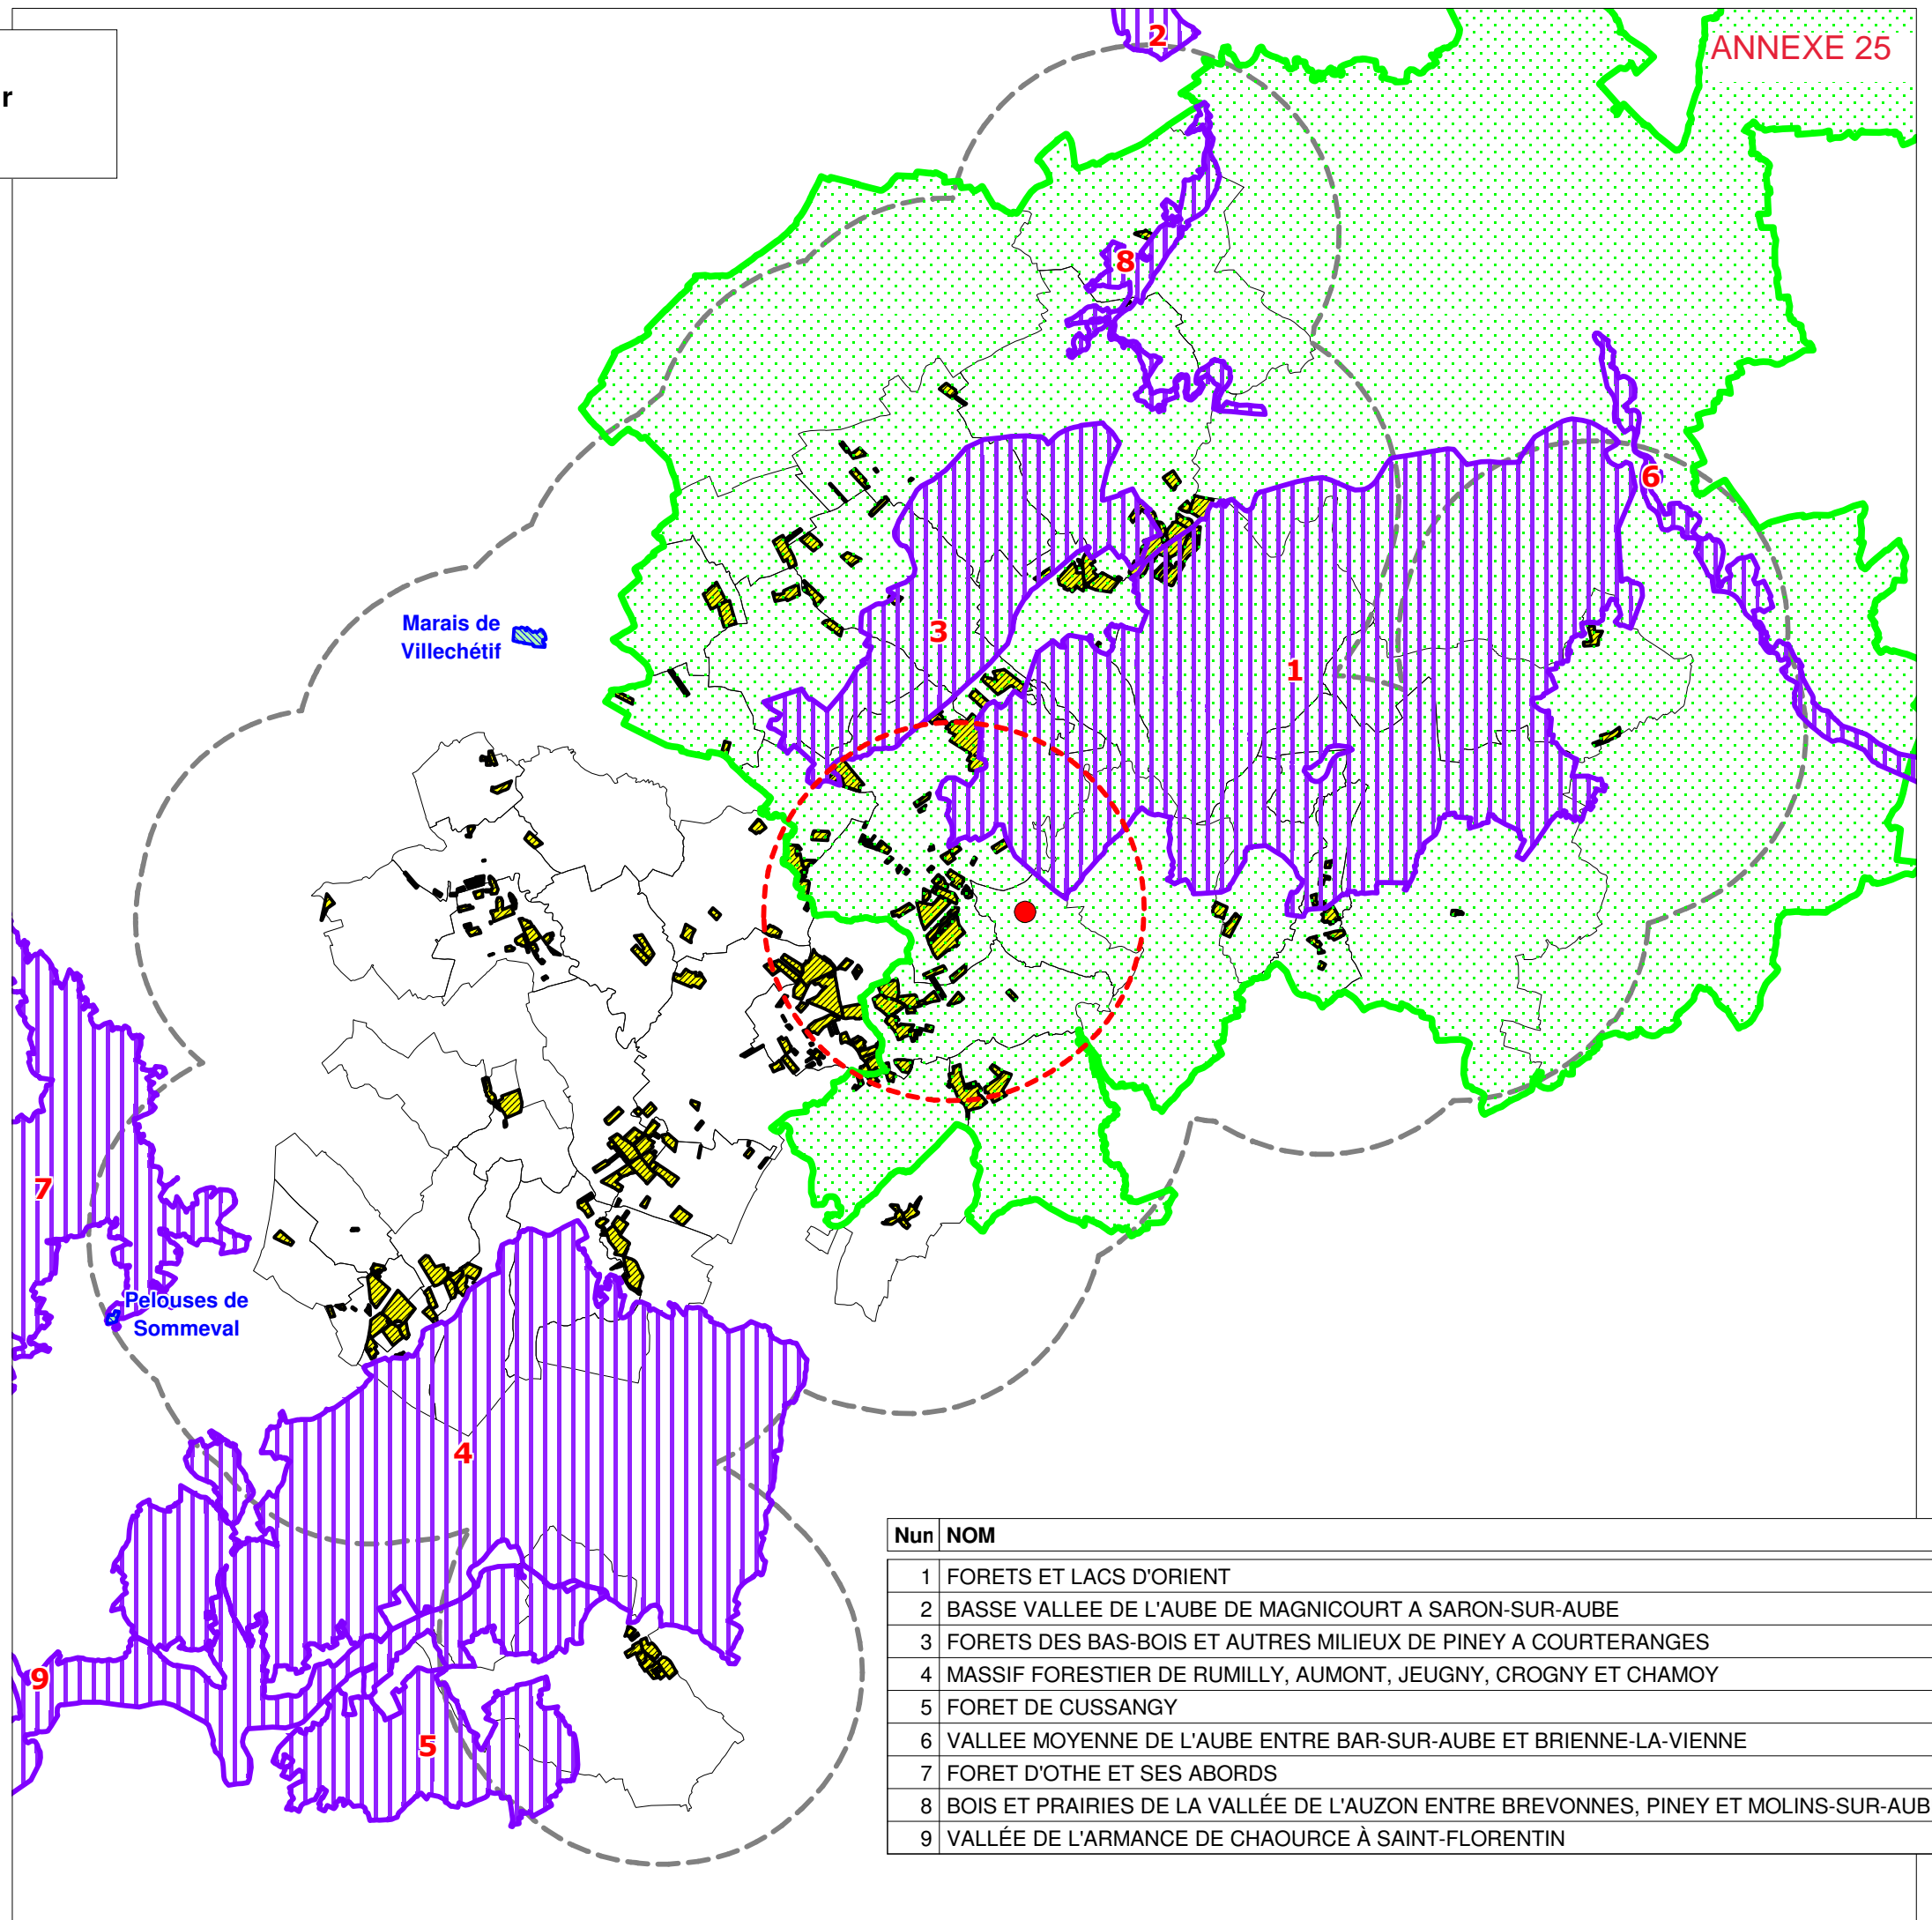 r
ANNEXE 25
2
8
6
Marais de
Villechétif
3
1
7
Pelouses de
Sommeval
4
9
5
Nun NOM
1 FORETS ET LACS D'ORIENT
2 BASSE VALLEE DE L'AUBE DE MAGNICOURT A SARON-SUR-AUBE
3 FORETS DES BAS-BOIS ET AUTRES MILIEUX DE PINEY A COURTERANGES
4 MASSIF FORESTIER DE RUMILLY, AUMONT, JEUGNY, CROGNY ET CHAMOY
5 FORET DE CUSSANGY
6 VALLEE MOYENNE DE L'AUBE ENTRE BAR-SUR-AUBE ET BRIENNE-LA-VIENNE
7 FORET D'OTHE ET SES ABORDS
8 BOIS ET PRAIRIES DE LA VALLÉE DE L'AUZON ENTRE BREVONNES, PINEY ET MOLINS-SUR-AUB
9 VALLÉE DE L'ARMANCE DE CHAOURCE À SAINT-FLORENTIN